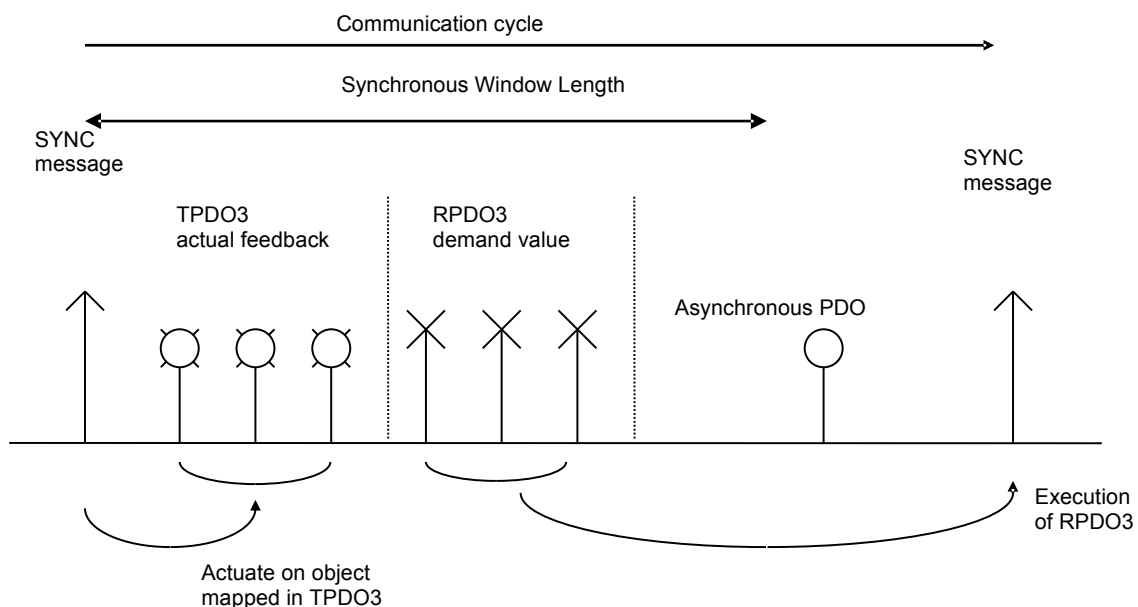 Communication cycle
Synchronous Window Length
SYNC
message
SYNC
message
TPDO3
actual feedback
RPDO3
demand value
Asynchronous PDO
Execution
of RPDO3
Actuate on object
mapped in TPDO3